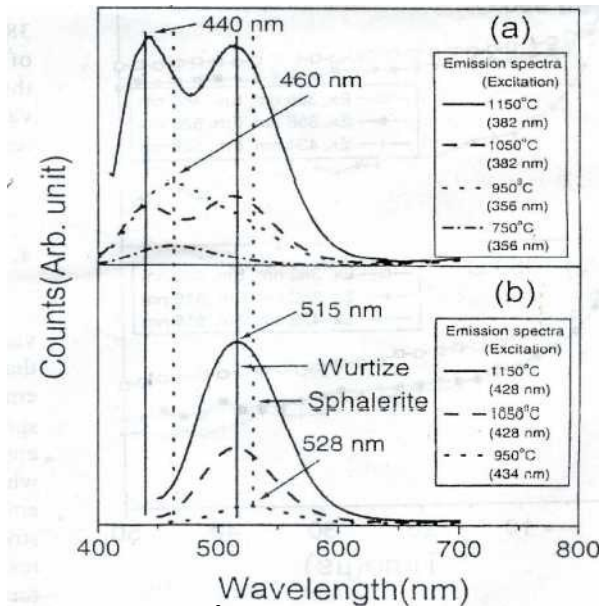 440 nm
(a)
460 nm
Emission spectra
(Excitation)
1150°C
(382 nm)
1050°C
(382 nm)
950°C
(356 nm)
750°C
(356 nm)
Counts(Arb. unit)
(b)
515 nm
Wurtize
Sphalerite
528 nm
Emission spectra
(Excitation)
1150°C
(428 nm)
1050°C
(428 nm)
950°C
(434 nm)
400 500 600 700 800
Wavelength(nm)